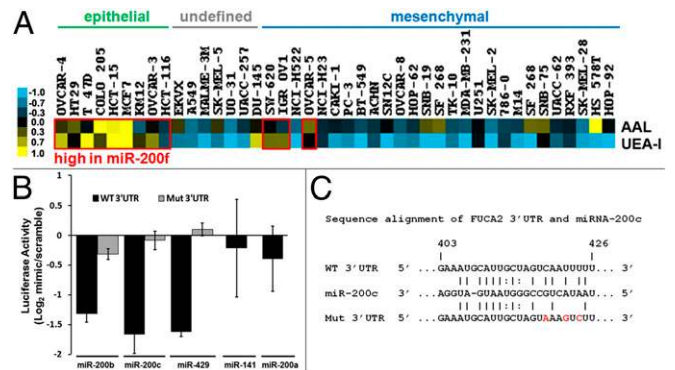 A
epithelial undefined mesenchymal
OVCAR-4
HT29
T 47D
COLO 205
HCT-15
MCF7
KM12
OVCAR-3
HCT-116
EKVX
A549
MALME-3M
SK-MEL-5
UO-31
UACC-257
DU-145
SW-620
IGR OV1
NCI-H522
OVCAR-5
NCI-H23
CAKI-1
PC-3
BT-549
ACHN
SN12C
OVCAR-8
HOP-62
SNB-19
SF 268
TK-10
MDA-MB-231
U251
SK-MEL-2
786-0
M14
SF 268
SNB-75
UACC-62
RXF 393
SK-MEL-28
HS 578T
HOP-92
-1.0
-0.7
-0.3
0.0
0.3
0.7
1.0
AAL
UEA-I
high in miR-200f
B
WT 3'UTR Mut 3'UTR
Luciferase Activity
(Log2 mimic/scramble)
1
0.5
0
-0.5
-1
-1.5
-2
miR-200b miR-200c miR-429 miR-141 miR-200a
C
Sequence alignment of FUCA2 3'UTR and miRNA-200c
403 426
WT 3'UTR 5' ...GAAAUGCAUUGCUAGUCAAUUUUU... 3'
miR-200c AGGUA-GUAAUGGGCCGUCAUAAU
Mut 3'UTR 5' ...GAAAUGCAUUGCUAGUAAAGUCUU... 3'